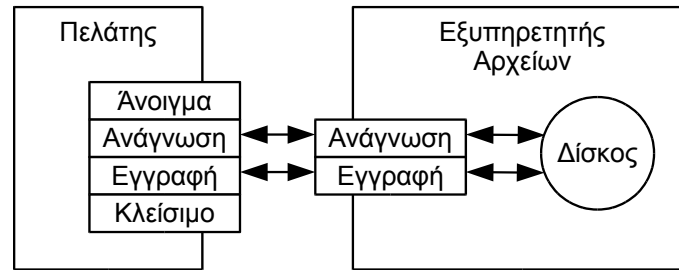 Πελάτης
Άνοιγμα
Ανάγνωση
Εγγραφή
Κλείσιμο
Εξυπηρετητής
Αρχείων
Ανάγνωση
Εγγραφή
Δίσκος